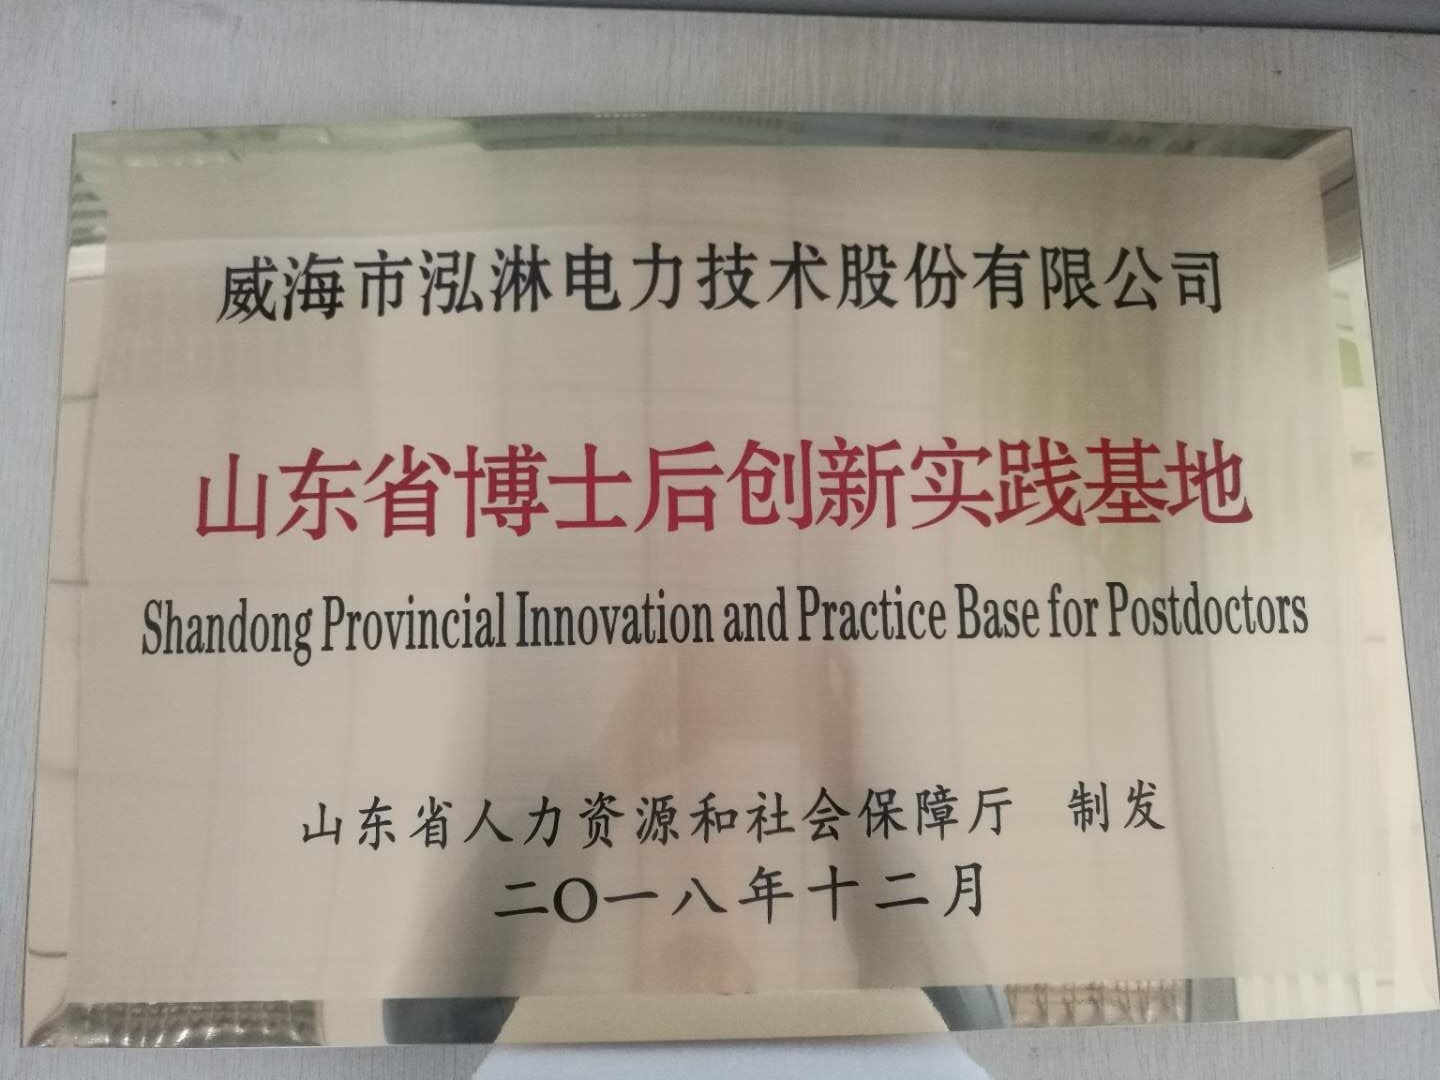 威海市泓淋电力技术股份有限公司
山东省博士后创新实践基地
Shandong Provincial Innovation and Practice Base for Postdoctors
山东省人力资源和社会保障厅 制发
二〇一八年十二月